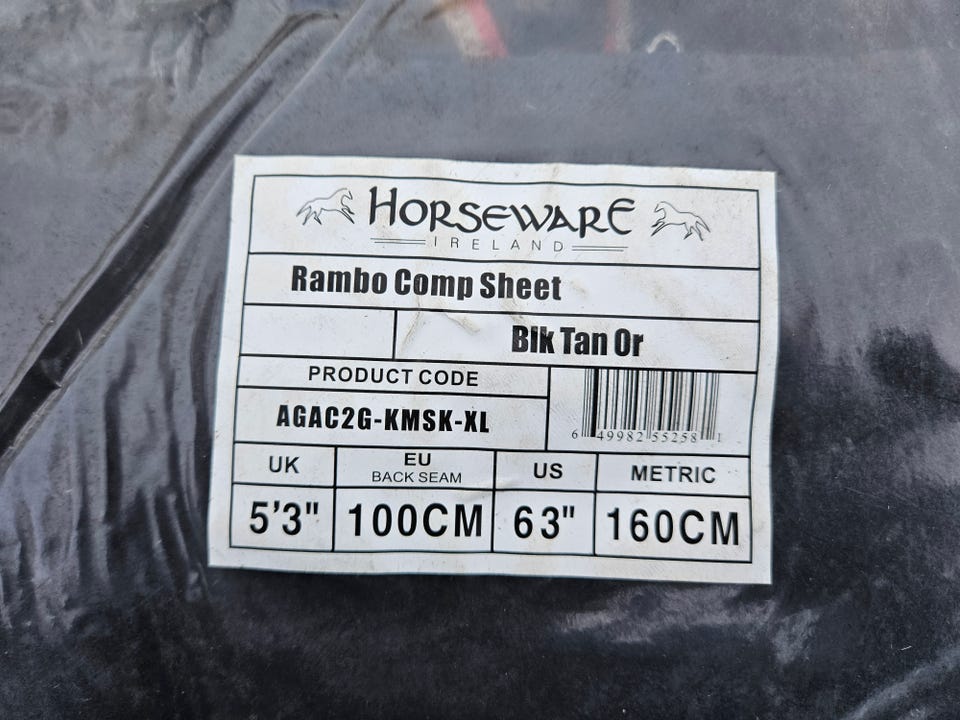 HORSEWARE
IRELAND
Rambo Comp Sheet
Blk Tan Or
PRODUCT CODE
AGAC2G-KMSK-XL
6 49982 55258 1
UK
EU
BACK SEAM
US
METRIC
5'3"
100CM
63"
160CM